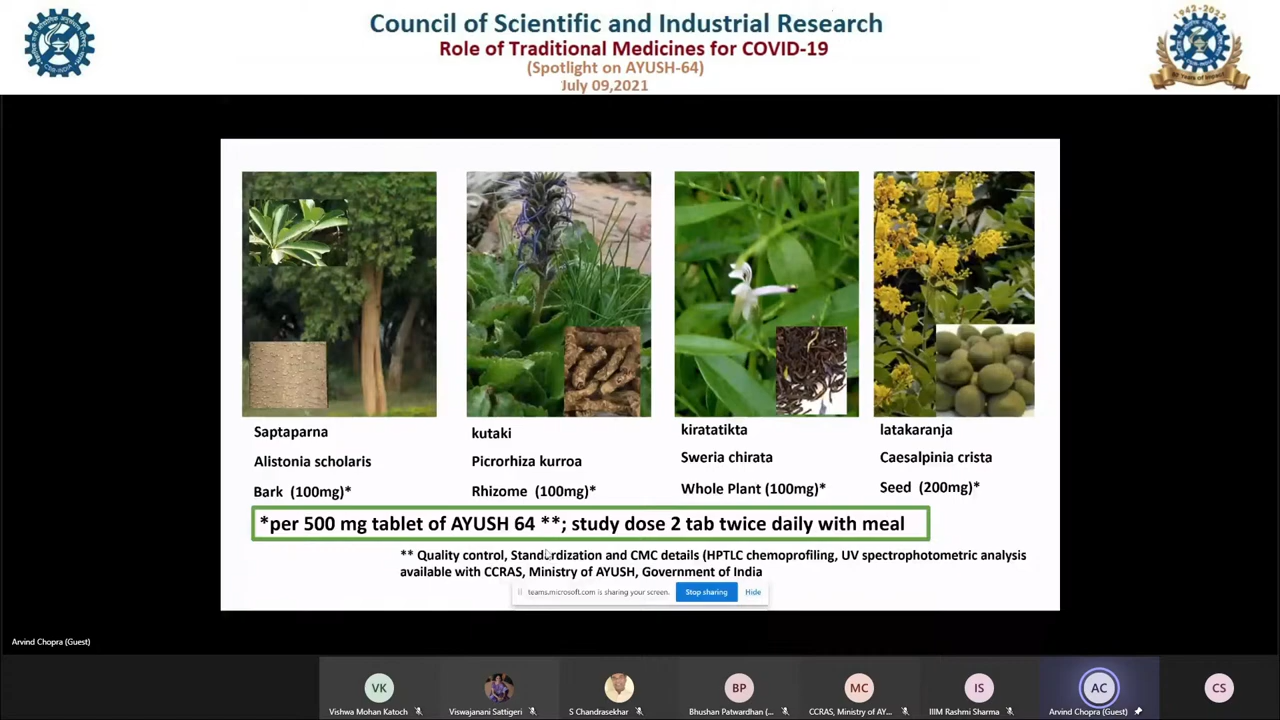 Council of Scientific and Industrial Research
Role of Traditional Medicines for COVID-19
(Spotlight on AYUSH-64)
July 09,2021
1942-2022
CSIR-INDIA
Saptaparna
Alistonia scholaris
Bark (100mg)*
kutaki
Picrorhiza kurroa
Rhizome (100mg)*
kiratatikta
Sweria chirata
Whole Plant (100mg)*
latakaranja
Caesalpinia crista
Seed (200mg)*
*per 500 mg tablet of AYUSH 64 **; study dose 2 tab twice daily with meal
** Quality control, Standardization and CMC details (HPTLC chemoprofiling, UV spectrophotometric analysis
available with CCRAS, Ministry of AYUSH, Government of India
teams.microsoft.com is sharing your screen.
Stop sharing
Hide
Arvind Chopra (Guest)
VK
Vishwa Mohan Katoch
Viswajanani Sattigeri
S Chandrasekhar
BP
Bhushan Patwardhan (...
MC
CCRAS, Ministry of AY...
IS
IIIM Rashmi Sharma
AC
Arvind Chopra (Guest)
CS